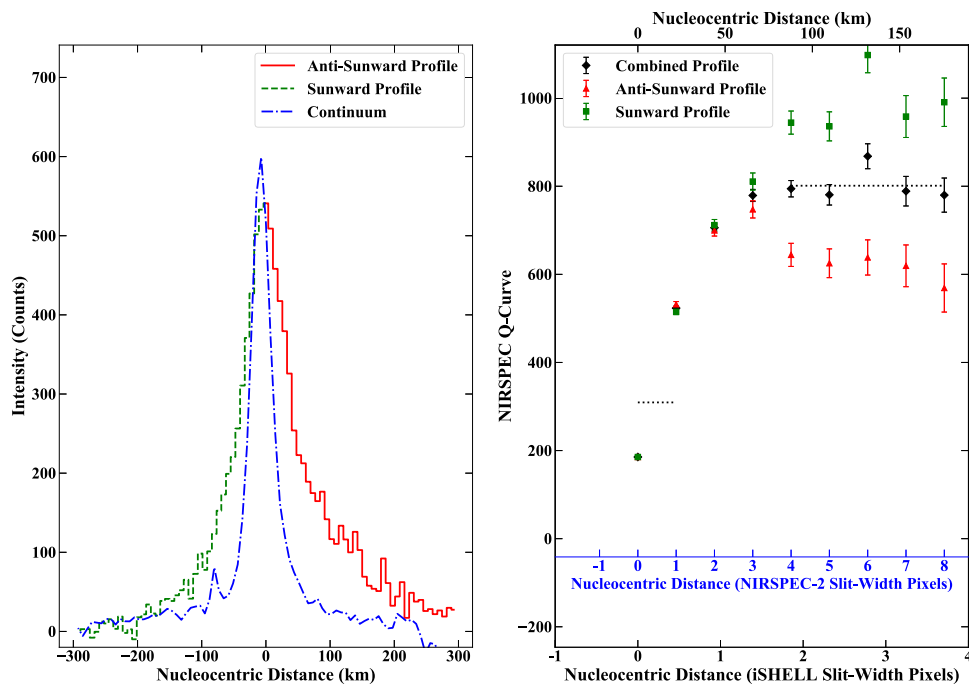 700
600
500
400
300
200
100
0
Intensity (Counts)
Anti-Sunward Profile
Sunward Profile
Continuum
−300 −200 −100 0 100 200 300
Nucleocentric Distance (km)
Nucleocentric Distance (km)
0 50 100 150
Combined Profile
Anti-Sunward Profile
Sunward Profile
1000
800
600
400
200
0
−200
NIRSPEC Q-Curve
-1 0 1 2 3 4 5 6 7 8
Nucleocentric Distance (NIRSPEC-2 Slit-Width Pixels)
-1 0 1 2 3 4
Nucleocentric Distance (iSHELL Slit-Width Pixels)